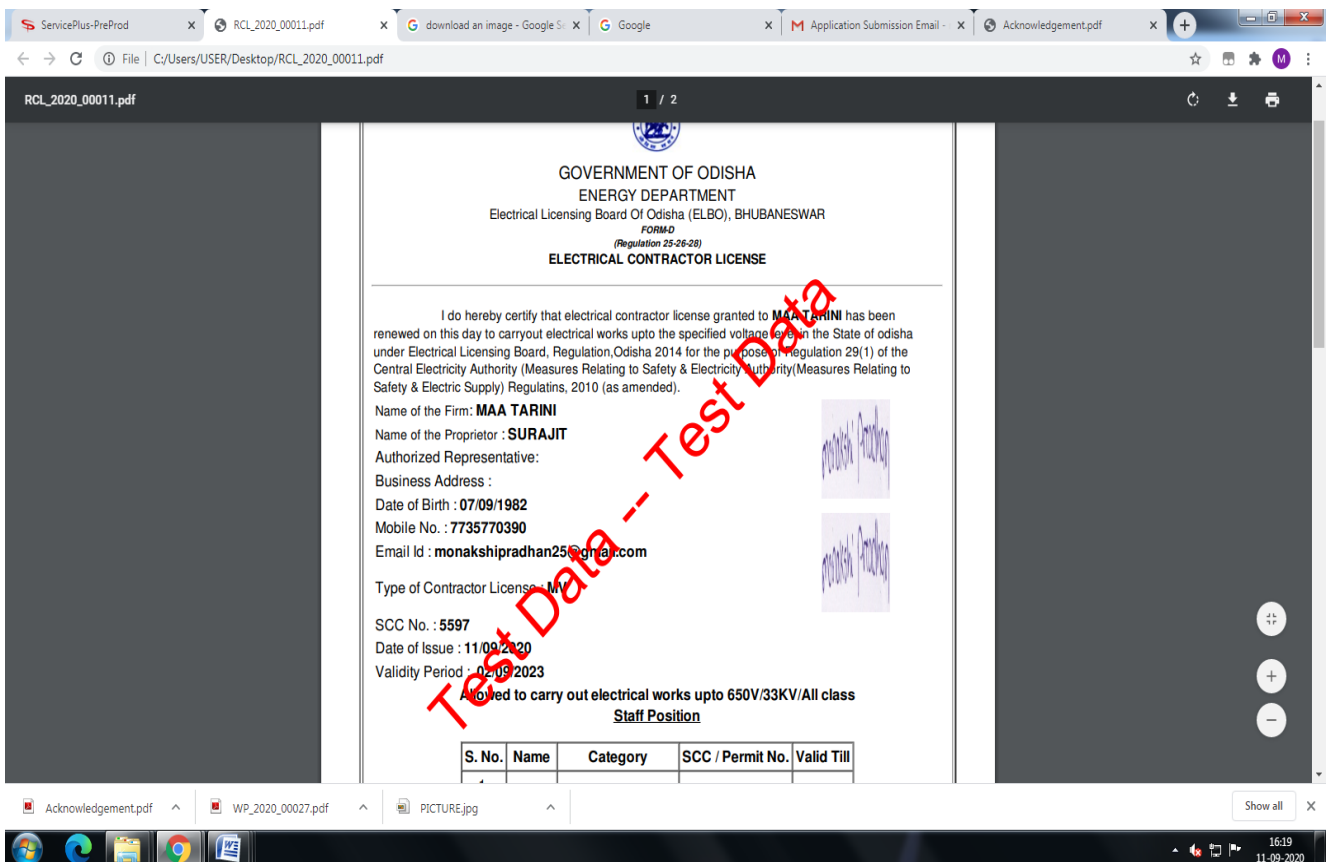 ServicePlus-PreProd
RCL_2020_00011.pdf
download an image - Google Se
Google
Application Submission Email -
Acknowledgement.pdf
File | C:/Users/USER/Desktop/RCL_2020_00011.pdf
M
RCL_2020_00011.pdf
1 / 2
GOVERNMENT OF ODISHA
ENERGY DEPARTMENT
Electrical Licensing Board Of Odisha (ELBO), BHUBANESWAR
FORM-D
(Regulation 25-26-28)
ELECTRICAL CONTRACTOR LICENSE
I do hereby certify that electrical contractor license granted to MAA TARINI has been
renewed on this day to carryout electrical works upto the specified voltage level in the State of odisha
under Electrical Licensing Board, Regulation,Odisha 2014 for the purpose of Regulation 29(1) of the
Central Electricity Authority (Measures Relating to Safety & Electricity Authority(Measures Relating to
Safety & Electric Supply) Regulatins, 2010 (as amended).
Name of the Firm: MAA TARINI
Name of the Proprietor : SURAJIT
Authorized Representative:
Business Address :
Date of Birth : 07/09/1982
Mobile No. : 7735770390
Email Id : monakshipradhan25@gmail.com
Type of Contractor License : MV
SCC No. : 5597
Date of Issue : 11/09/2020
Validity Period : 02/09/2023
Allowed to carry out electrical works upto 650V/33KV/All class
Staff Position
S. No. Name Category SCC / Permit No. Valid Till
monakshi Pradhan
monakshi Pradhan
Test Data -- Test Data
Acknowledgement.pdf
WP_2020_00027.pdf
PICTURE.jpg
Show all
16:19
11-09-2020